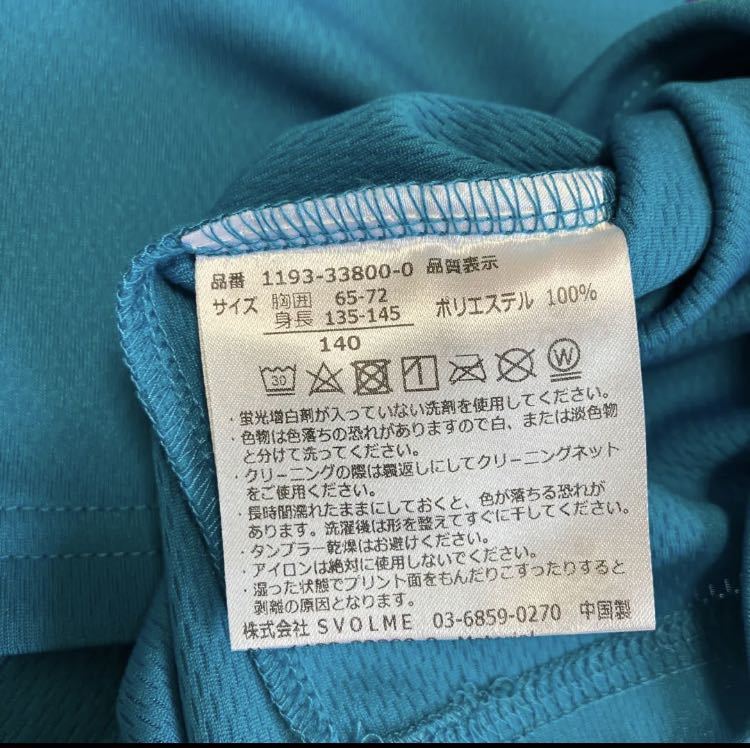 品番 1193-33800-0 品質表示
サイズ 胸囲 65-72 ポリエステル 100%
身長 135-145
140
30 1 W
・蛍光増白剤が入っていない洗剤を使用してください。
・色物は色落ちの恐れがありますので白、または淡色物
と分けて洗ってください。
・クリーニングの際は裏返しにしてクリーニングネット
をご使用ください。
・長時間濡れたままにしておくと、色が落ちる恐れが
あります。洗濯後は形を整えてすぐに干してください。
・タンブラー乾燥はお避けください。
・アイロンは絶対に使用しないでください。
・湿った状態でプリント面をもんだりこすったりすると
剥離の原因となります。
株式会社 SVOLME 03-6859-0270 中国製